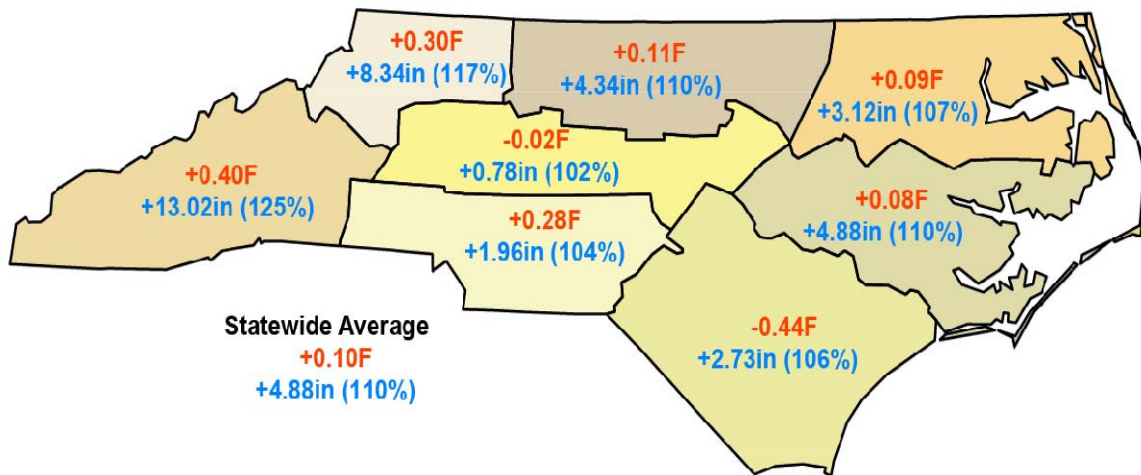 +0.30F
+8.34in (117%)
+0.11F
+4.34in (110%)
+0.09F
+3.12in (107%)
-0.02F
+0.78in (102%)
+0.40F
+13.02in (125%)
+0.08F
+4.88in (110%)
+0.28F
+1.96in (104%)
Statewide Average
+0.10F
+4.88in (110%)
-0.44F
+2.73in (106%)